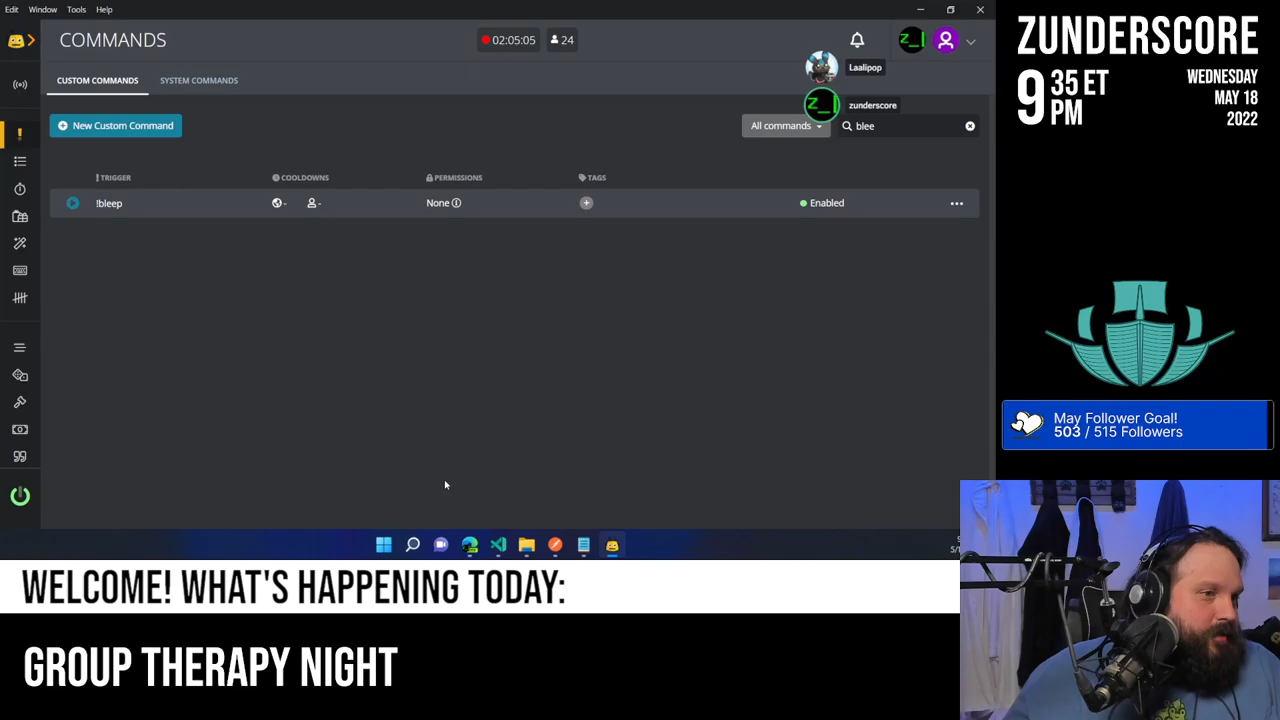 Edit Window Tools Help
COMMANDS
02:05:05
24
Laalipop
CUSTOM COMMANDS
SYSTEM COMMANDS
z_|
zunderscore
New Custom Command
All commands
blee
TRIGGER
COOLDOWNS
PERMISSIONS
TAGS
!bleep
-
-
None
Enabled
ZUNDERSCORE
9 35 ET PM
WEDNESDAY
MAY 18
2022
May Follower Goal!
503 / 515 Followers
WELCOME! WHAT'S HAPPENING TODAY:
GROUP THERAPY NIGHT